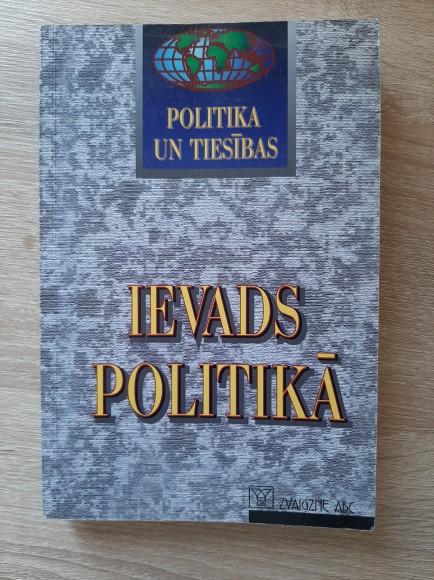 POLITIKA
UN TIESĪBAS
IEVADS
POLITIKĀ
ZVAIGZNE ABC